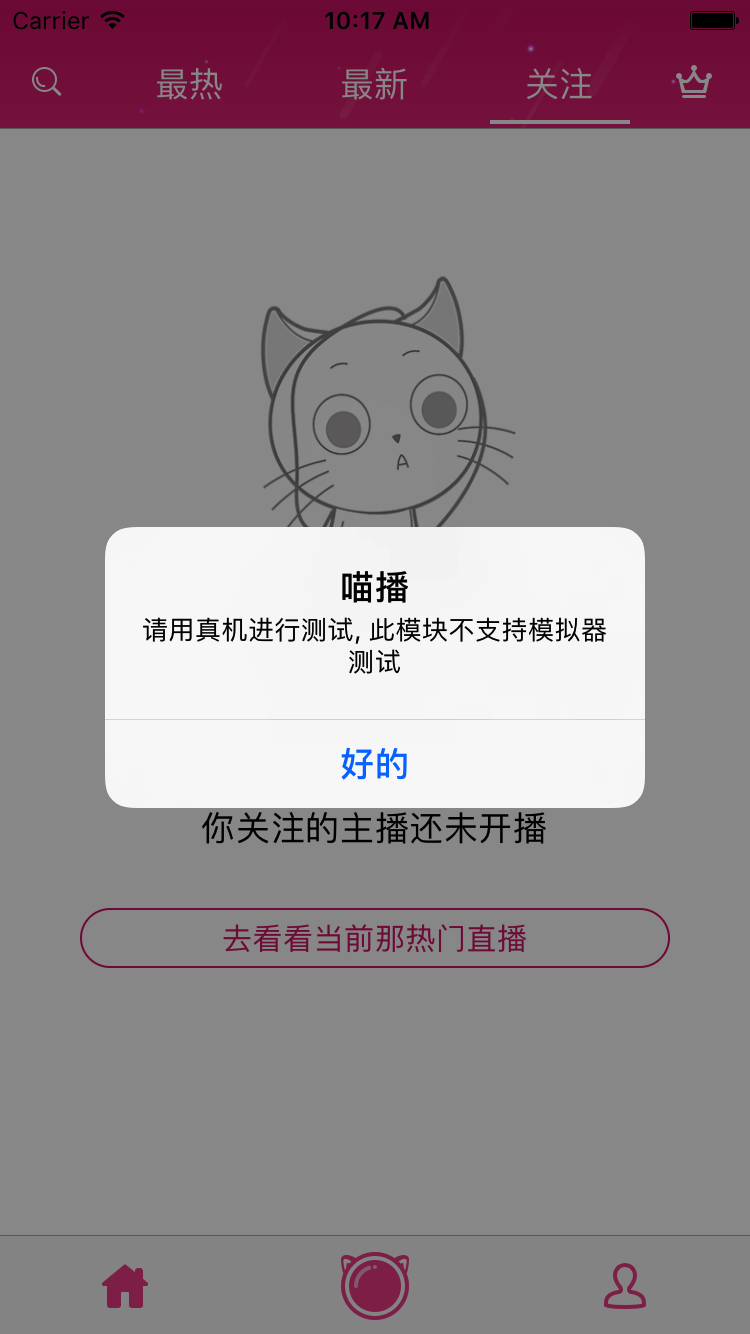 Carrier 10:17 AM
最热 最新 关注
喵播
请用真机进行测试, 此模块不支持模拟器
测试
好的
你关注的主播还未开播
去看看当前那热门直播